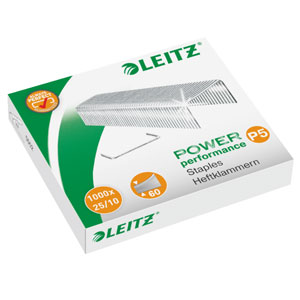 LEITZ
POWER
performance
P5
Staples
Heftklammern
1000x
25/10
60
LEITZ